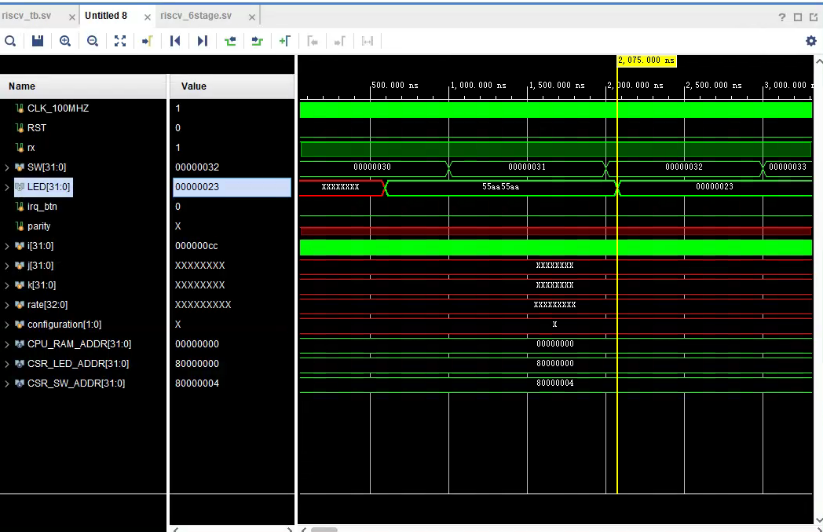 riscv_tb.sv × Untitled 8 × riscv_6stage.sv ×
2,075.000 ns
Name Value
500.000 ns 1,000.000 ns 1,500.000 ns 2,000.000 ns 2,500.000 ns 3,000.000
CLK_100MHZ 1
RST 0
rx 1
SW[31:0] 00000032 00000030 00000031 00000032 00000033
LED[31:0] 00000023 XXXXXXXX 55aa55aa 00000023
irq_btn 0
parity X
i[31:0] 000000cc
j[31:0] XXXXXXXX XXXXXXXX
k[31:0] XXXXXXXX XXXXXXXX
rate[32:0] XXXXXXXXX XXXXXXXXX
configuration[1:0] X X
CPU_RAM_ADDR[31:0] 00000000 00000000
CSR_LED_ADDR[31:0] 80000000 80000000
CSR_SW_ADDR[31:0] 80000004 80000004